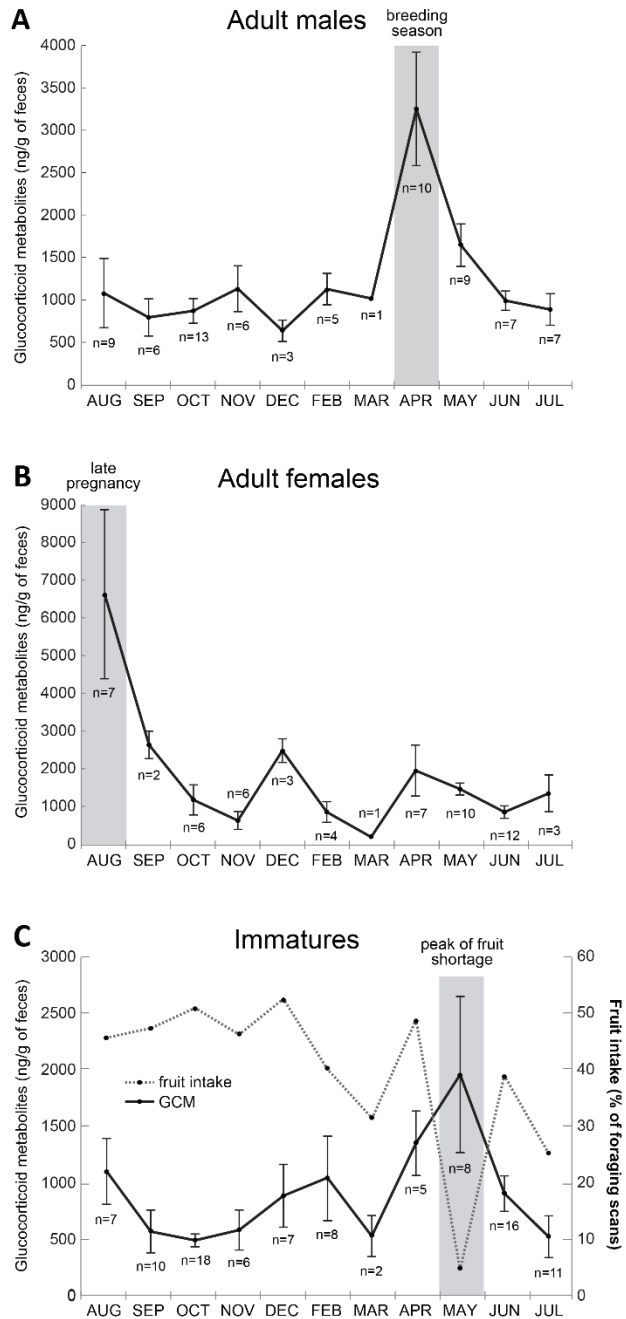 A
Adult males
breeding
season
Glucocorticoid metabolites (ng/g of feces)
4000
3500
3000
2500
2000
1500
1000
500
0
n=9
n=6
n=13
n=6
n=3
n=5
n=1
n=10
n=9
n=7
n=7
AUG SEP OCT NOV DEC FEB MAR APR MAY JUN JUL
B
late
pregnancy
Adult females
Glucocorticoid metabolites (ng/g of feces)
9000
8000
7000
6000
5000
4000
3000
2000
1000
0
n=7
n=2
n=6
n=6
n=3
n=4
n=1
n=7
n=10
n=12
n=3
AUG SEP OCT NOV DEC FEB MAR APR MAY JUN JUL
C
Immatures
peak of fruit
shortage
Glucocorticoid metabolites (ng/g of feces)
3000
2500
2000
1500
1000
500
0
fruit intake
GCM
n=7
n=10
n=18
n=6
n=7
n=8
n=2
n=5
n=8
n=16
n=11
60
50
40
30
20
10
0
Fruit intake (% of foraging scans)
AUG SEP OCT NOV DEC FEB MAR APR MAY JUN JUL